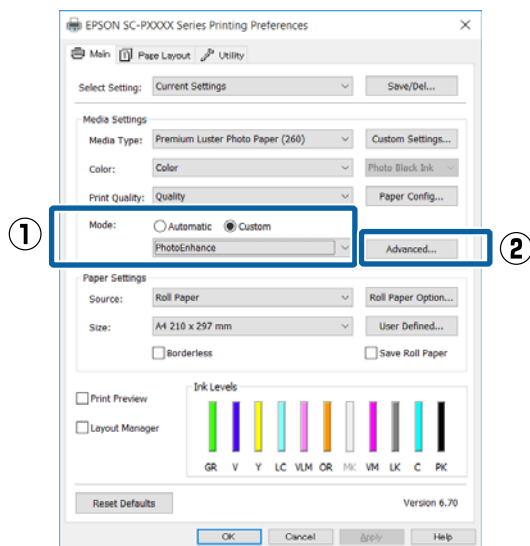 EPSON SC-PXXXX Series Printing Preferences
Main Page Layout Utility
Select Setting: Current Settings Save/Del...
Media Settings
Media Type: Premium Luster Photo Paper (260) Custom Settings...
Color: Color Photo Black Ink
Print Quality: Quality Paper Config...
① Mode: Automatic Custom
PhotoEnhance Advanced... ②
Paper Settings
Source: Roll Paper Roll Paper Option...
Size: A4 210 x 297 mm User Defined...
Borderless Save Roll Paper
Ink Levels
Print Preview
Layout Manager
GR V Y LC VLM OR MK VM LK C PK
Reset Defaults Version 6.70
OK Cancel Apply Help